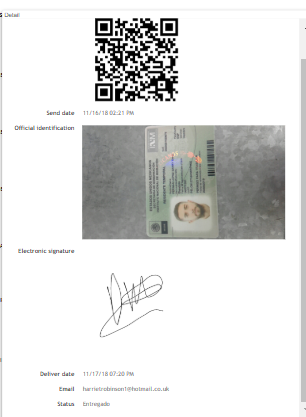 Detail
Send date 11/16/18 02:21 PM
Official identification
Electronic signature
Deliver date 11/17/18 07:20 PM
Email harrietrobinson1@hotmail.co.uk
Status Entregado